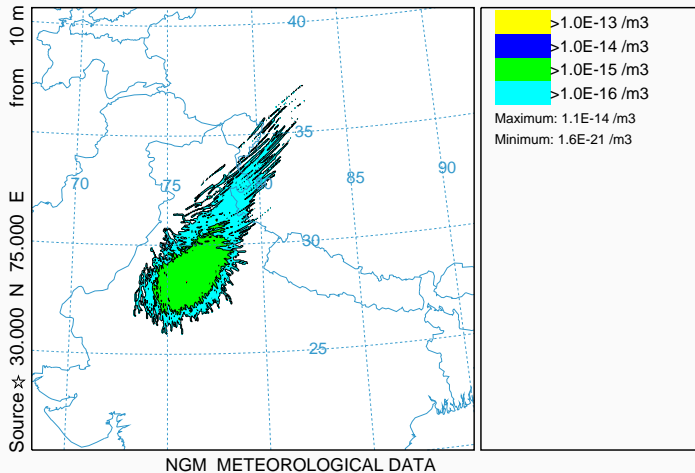 Source ☆ 30.000 N 75.000 E from 10 m
40
35
70
75
80
85
90
30
25
NGM METEOROLOGICAL DATA
>1.0E-13 /m3
>1.0E-14 /m3
>1.0E-15 /m3
>1.0E-16 /m3
Maximum: 1.1E-14 /m3
Minimum: 1.6E-21 /m3